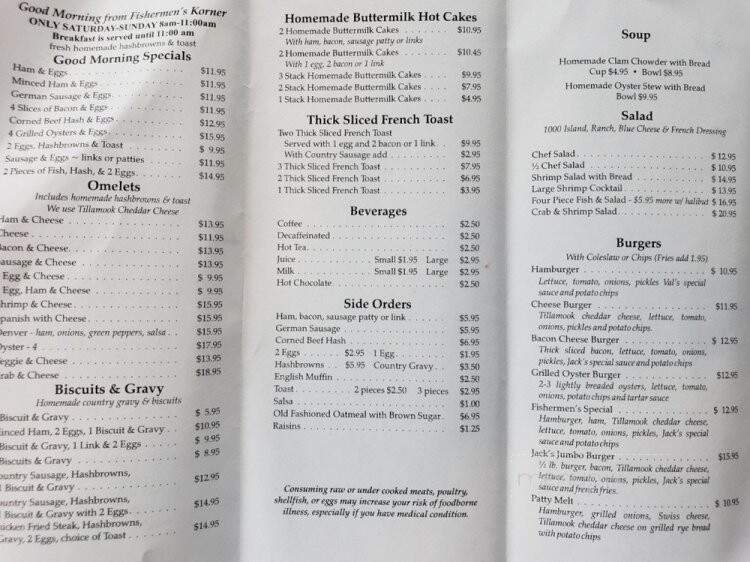 Good Morning from Fishermen's Korner
ONLY SATURDAY-SUNDAY 8am-11:00am
Breakfast is served until 11:00 am
fresh homemade hashbrowns & toast
Good Morning Specials
Ham & Eggs $11.95
Minced Ham & Eggs $11.95
German Sausage & Eggs $11.95
4 Slices of Bacon & Eggs $11.95
Corned Beef Hash & Eggs $12.95
4 Grilled Oysters & Eggs $15.95
2 Eggs, Hashbrowns & Toast $ 9.95
Sausage & Eggs ~ links or patties $11.95
2 Pieces of Fish, Hash, & 2 Eggs $14.95
Omelets
Includes homemade hashbrowns & toast
We use Tillamook Cheddar Cheese
Ham & Cheese $13.95
Cheese $11.95
Bacon & Cheese $13.95
Sausage & Cheese $13.95
Egg & Cheese $ 9.95
Egg, Ham & Cheese $ 9.95
hrimp & Cheese $15.95
panish with Cheese $15.95
Denver - ham, onions, green peppers, salsa $15.95
Oyster - 4 $17.95
eggie & Cheese $13.95
rab & Cheese $18.95
Biscuits & Gravy
Homemade country gravy & biscuits
Biscuit & Gravy $ 5.95
inced Ham, 2 Eggs, 1 Biscuit & Gravy $10.95
Biscuit & Gravy, 1 Link & 2 Eggs $ 9.95
Biscuits & Gravy $ 8.95
ountry Sausage, Hashbrowns,
1 Biscuit & Gravy $12.95
ountry Sausage, Hashbrowns,
1 Biscuit & Gravy with 2 Eggs $14.95
hicken Fried Steak, Hashbrowns,
Gravy, 2 Eggs, choice of Toast $14.95
Homemade Buttermilk Hot Cakes
2 Homemade Buttermilk Cakes $10.95
With ham, bacon, sausage patty or links
2 Homemade Buttermilk Cakes $10.45
With 1 egg, 2 bacon or 1 link
3 Stack Homemade Buttermilk Cakes $9.95
2 Stack Homemade Buttermilk Cakes $7.95
1 Stack Homemade Buttermilk Cakes $4.95
Thick Sliced French Toast
Two Thick Sliced French Toast
Served with 1 egg and 2 bacon or 1 link $9.95
With Country Sausage add $2.95
3 Thick Sliced French Toast $7.95
2 Thick Sliced French Toast $6.95
1 Thick Sliced French Toast $3.95
Beverages
Coffee $2.50
Decaffeinated $2.50
Hot Tea $2.50
Juice Small $1.95 Large $2.95
Milk Small $1.95 Large $2.95
Hot Chocolate $2.50
Side Orders
Ham, bacon, sausage patty or link $5.95
German Sausage $5.95
Corned Beef Hash $6.95
2 Eggs $2.95 1 Egg $1.95
Hashbrowns $5.95 Country Gravy $3.50
English Muffin $2.50
Toast 2 pieces $2.50 3 pieces $2.95
Salsa $1.00
Old Fashioned Oatmeal with Brown Sugar $6.95
Raisins $1.25
Consuming raw or under cooked meats, poultry,
shellfish, or eggs may increase your risk of foodborne
illness, especially if you have medical condition.
Soup
Homemade Clam Chowder with Bread
Cup $4.95 • Bowl $8.95
Homemade Oyster Stew with Bread
Bowl $9.95
Salad
1000 Island, Ranch, Blue Cheese & French Dressing
Chef Salad $ 12.95
½ Chef Salad $ 10.95
Shrimp Salad with Bread $ 14.95
Large Shrimp Cocktail $ 13.95
Four Piece Fish & Salad - $5.95 more w/ halibut $ 16.95
Crab & Shrimp Salad $ 20.95
Burgers
With Coleslaw or Chips (Fries add 1.95)
Hamburger $ 10.95
Lettuce, tomato, onions, pickles Val's special
sauce and potato chips
Cheese Burger $11.95
Tillamook cheddar cheese, lettuce, tomato,
onions, pickles and potato chips.
Bacon Cheese Burger $ 12.95
Thick sliced bacon, lettuce, tomato, onions,
pickles, Jack's special sauce and potato chips
Grilled Oyster Burger $12.95
2-3 lightly breaded oysters, lettuce, tomato,
onions, potato chips and tartar sauce
Fishermen's Special $ 12.95
Hamburger, ham, Tillamook cheddar cheese,
lettuce, tomato, onions, pickles, Jack's special
sauce and potato chips
Jack's Jumbo Burger $15.95
½ lb. burger, bacon, Tillamook cheddar cheese,
lettuce, tomato, onions, pickles, Jack's special
sauce and french fries.
Patty Melt $ 10.95
Hamburger, grilled onions, Swiss cheese,
Tillamook cheddar cheese on grilled rye bread
with potato chips